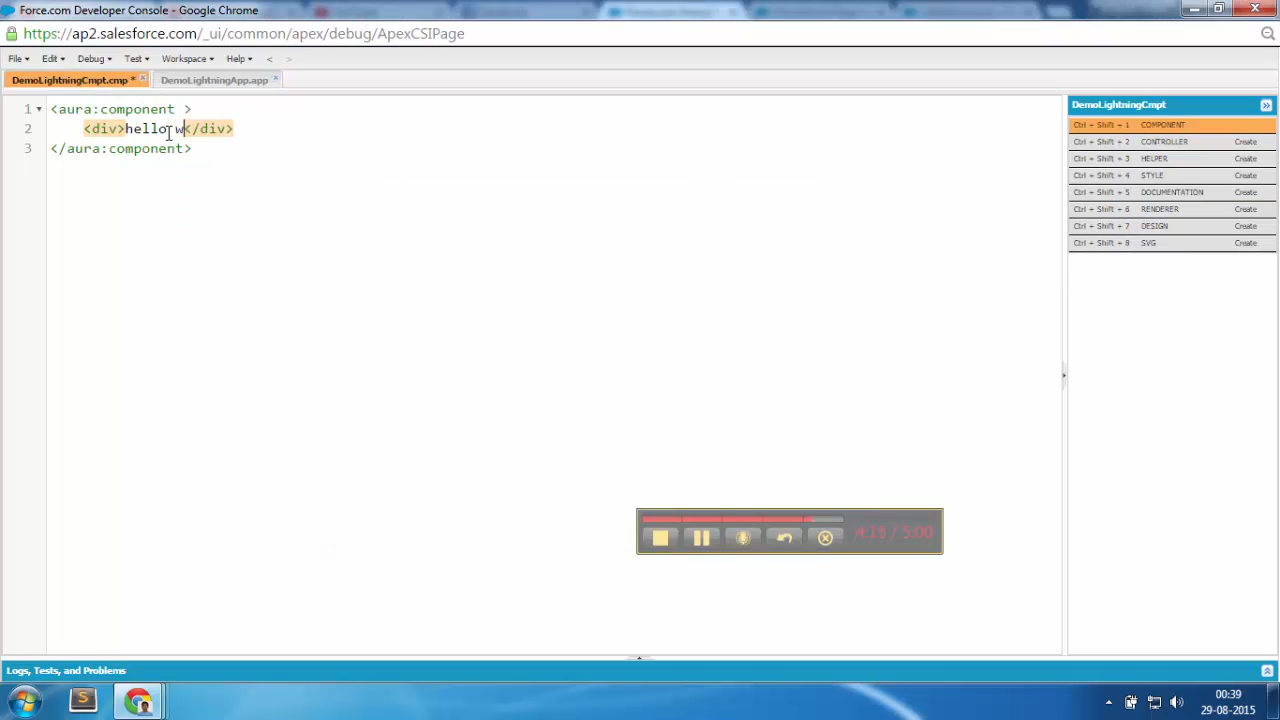 Force.com Developer Console - Google Chrome
https://ap2.salesforce.com/_ui/common/apex/debug/ApexCSIPage
File Edit Debug Test Workspace Help < >
DemoLightningCmpt.cmp * DemoLightningApp.app
1 <aura:component >
2 <div>hello w</div>
3 </aura:component>
DemoLightningCmpt
Ctrl + Shift + 1 COMPONENT
Ctrl + Shift + 2 CONTROLLER Create
Ctrl + Shift + 3 HELPER Create
Ctrl + Shift + 4 STYLE Create
Ctrl + Shift + 5 DOCUMENTATION Create
Ctrl + Shift + 6 RENDERER Create
Ctrl + Shift + 7 DESIGN Create
Ctrl + Shift + 8 SVG Create
/ 5:00
Logs, Tests, and Problems
00:39
29-08-2015